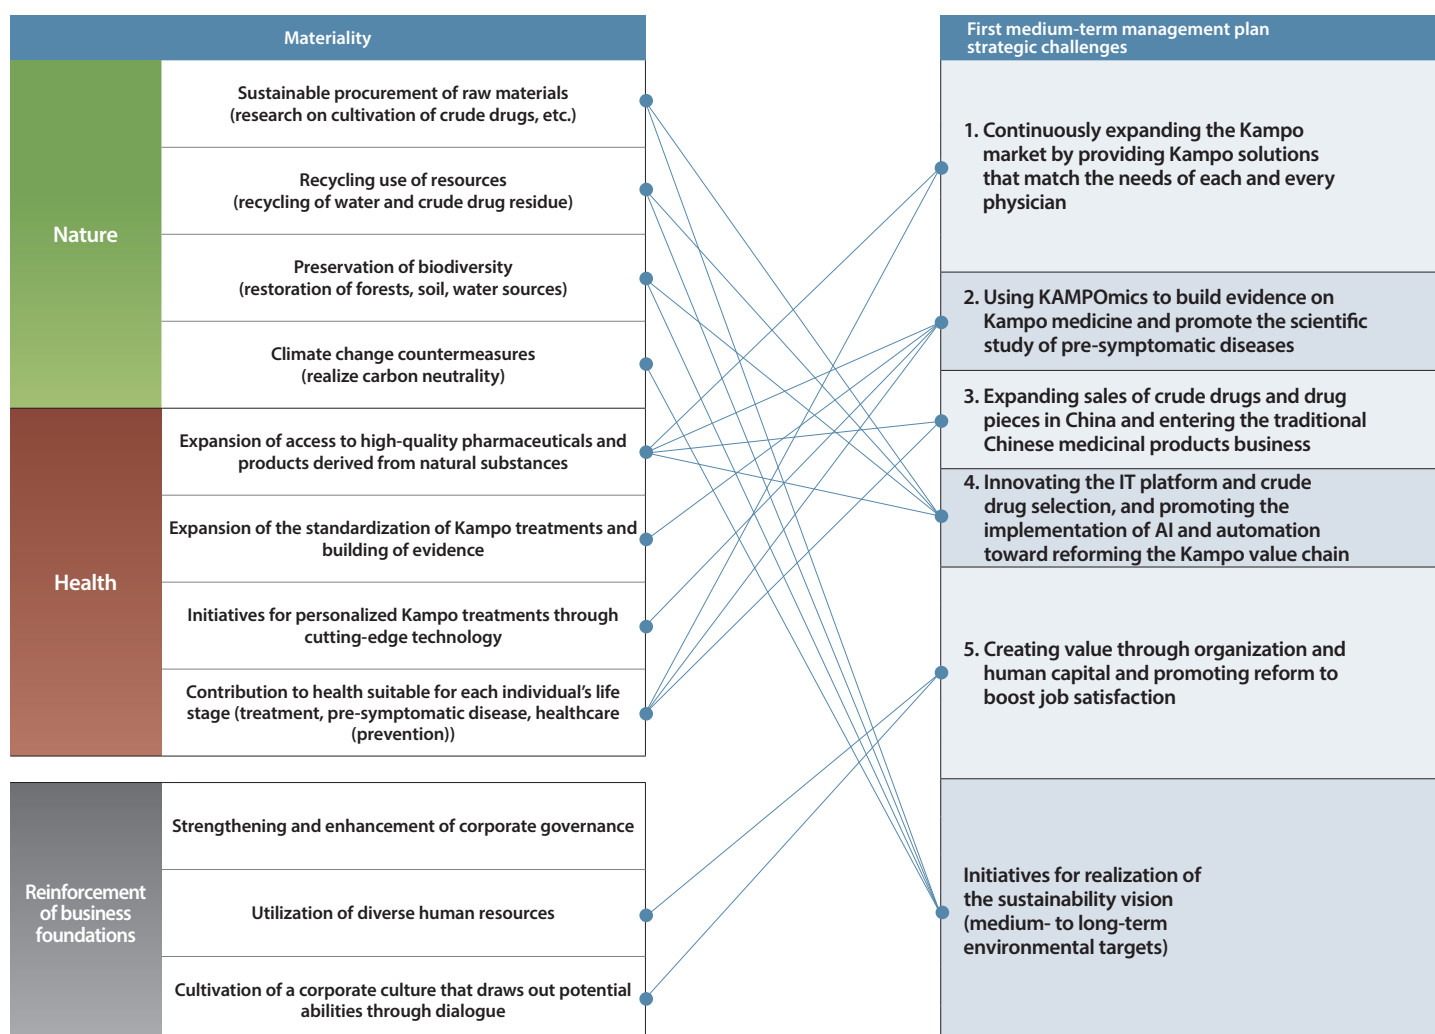 Materiality
Nature
Sustainable procurement of raw materials
(research on cultivation of crude drugs, etc.)
Recycling use of resources
(recycling of water and crude drug residue)
Preservation of biodiversity
(restoration of forests, soil, water sources)
Climate change countermeasures
(realize carbon neutrality)
Health
Expansion of access to high-quality pharmaceuticals and
products derived from natural substances
Expansion of the standardization of Kampo treatments and
building of evidence
Initiatives for personalized Kampo treatments through
cutting-edge technology
Contribution to health suitable for each individual’s life
stage (treatment, pre-symptomatic disease, healthcare
(prevention))
Reinforcement
of business
foundations
Strengthening and enhancement of corporate governance
Utilization of diverse human resources
Cultivation of a corporate culture that draws out potential
abilities through dialogue
First medium-term management plan
strategic challenges
1. Continuously expanding the Kampo
market by providing Kampo solutions
that match the needs of each and every
physician
2. Using KAMPOmics to build evidence on
Kampo medicine and promote the scientific
study of pre-symptomatic diseases
3. Expanding sales of crude drugs and drug
pieces in China and entering the traditional
Chinese medicinal products business
4. Innovating the IT platform and crude
drug selection, and promoting the
implementation of AI and automation
toward reforming the Kampo value chain
5. Creating value through organization and
human capital and promoting reform to
boost job satisfaction
Initiatives for realization of
the sustainability vision
(medium- to long-term
environmental targets)